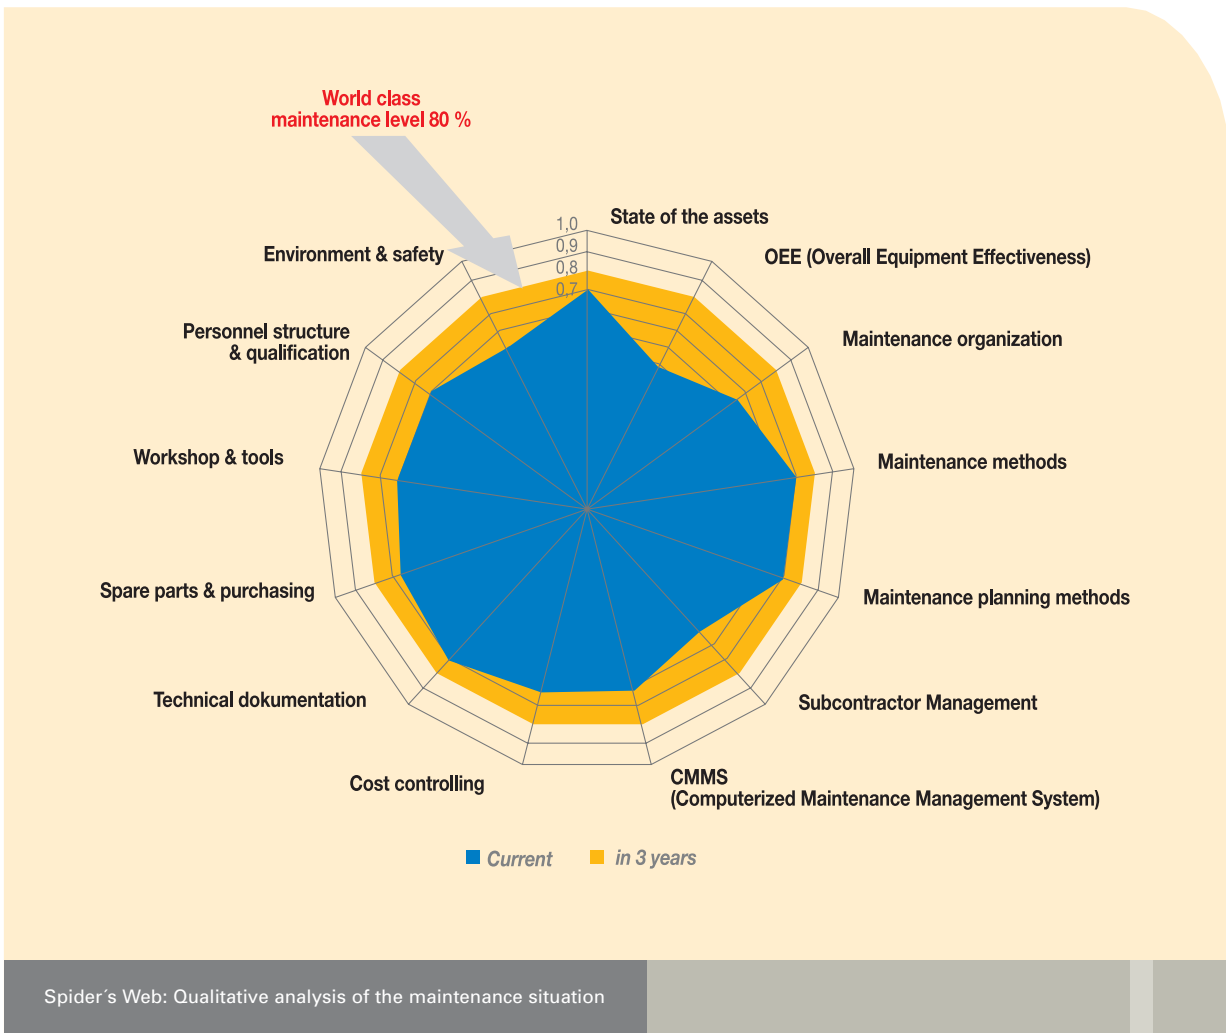 World class
maintenance level 80 %
1,0
0,9
0,8
0,7
State of the assets
OEE (Overall Equipment Effectiveness)
Maintenance organization
Maintenance methods
Maintenance planning methods
Subcontractor Management
CMMS
(Computerized Maintenance Management System)
Cost controlling
Technical dokumentation
Spare parts & purchasing
Workshop & tools
Personnel structure
& qualification
Environment & safety
Current
in 3 years
Spider´s Web: Qualitative analysis of the maintenance situation